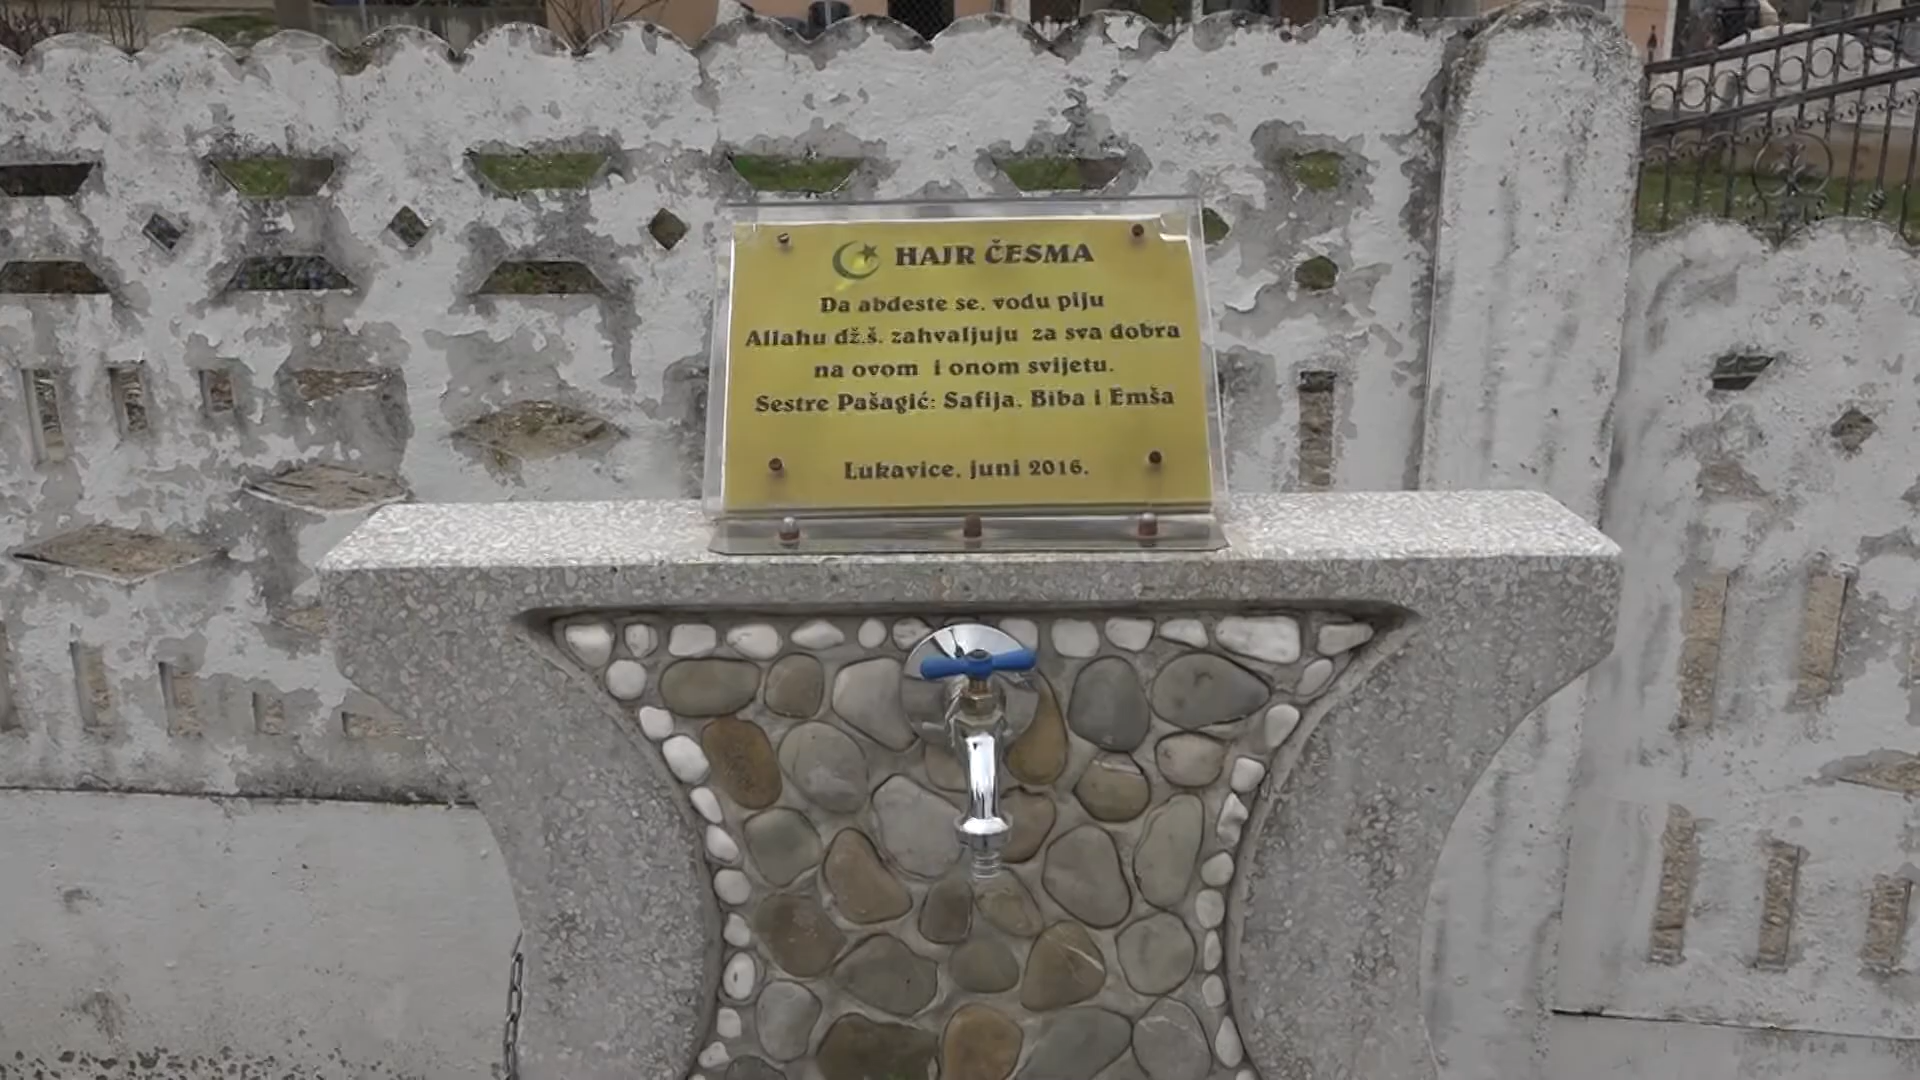 HAJR ČESMA
Da abdeste se, vodu piju
Allahu dž.š. zahvaljuju za sva dobra
na ovom i onom svijetu.
Sestre Pašagić: Safija, Biba i Emša
Lukavice, juni 2016.